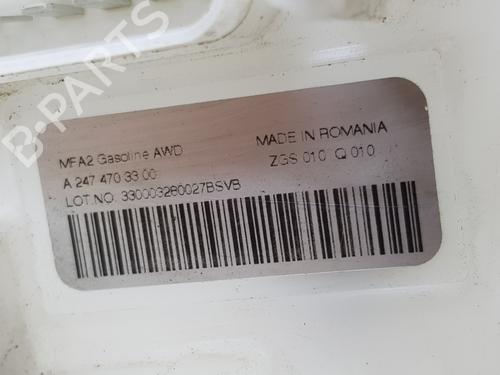 B-PARTS
MFA2 Gasoline AWD
MADE IN ROMANIA
A 247 470 33 00
ZGS 010 Q 010
LOT.NO. 330003280027BSVB